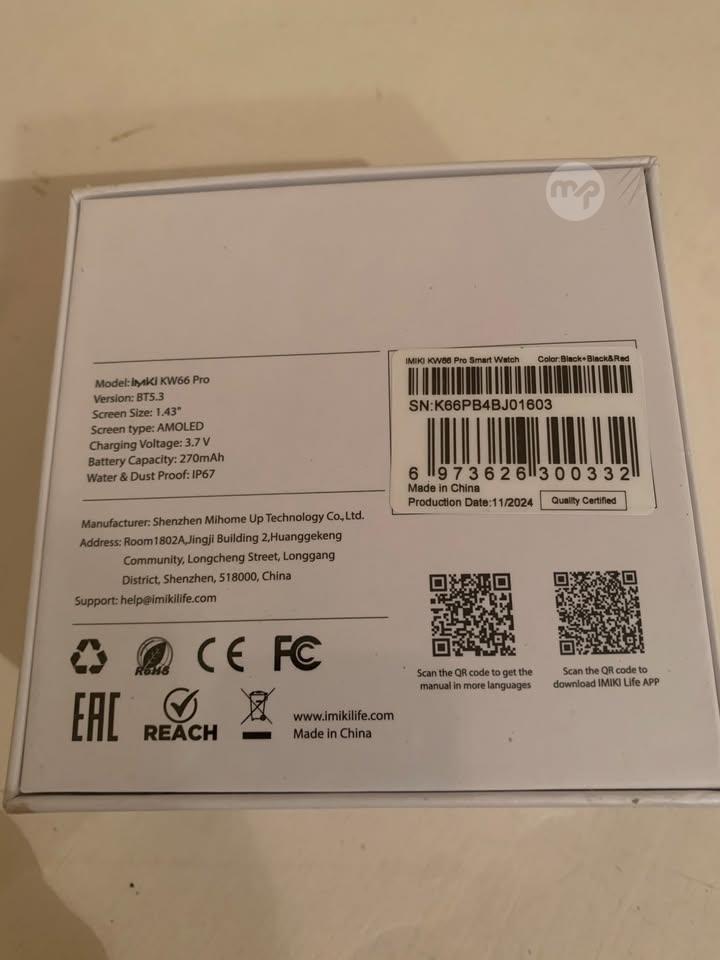 mp
Model: imiki KW66 Pro
Version: BT5.3
Screen Size: 1.43"
Screen type: AMOLED
Charging Voltage: 3.7 V
Battery Capacity: 270mAh
Water & Dust Proof: IP67
IMIKI KW66 Pro Smart Watch Color:Black+Black&Red
SN:K66PB4BJ01603
6 973626 300332
Made in China
Production Date:11/2024 Quality Certified
Manufacturer: Shenzhen Mihome Up Technology Co.,Ltd.
Address: Room1802A,Jingji Building 2,Huanggekeng
Community, Longcheng Street, Longgang
District, Shenzhen, 518000, China
Support: help@imikilife.com
Scan the QR code to get the
manual in more languages
Scan the QR code to
download IMIKI Life APP
RoHS CE FC
EAC REACH
www.imikilife.com
Made in China